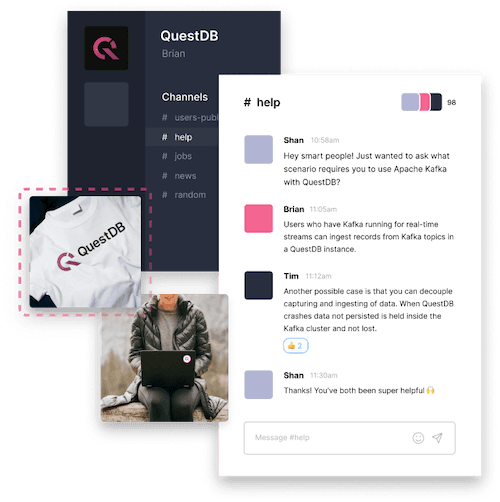 QuestDB
Brian
Channels
# users-publ
# help
# jobs
# news
# random
# help
98
Shan 10:58am
Hey smart people! Just wanted to ask what
scenario requires you to use Apache Kafka
with QuestDB?
Brian 11:05am
Users who have Kafka running for real-time
streams can ingest records from Kafka topics in
a QuestDB instance.
Tim 11:12am
Another possible case is that you can decouple
capturing and ingesting of data. When QuestDB
crashes data not persisted is held inside the
Kafka cluster and not lost.
👍 2
Shan 11:30am
Thanks! You've both been super helpful 🙌
Message #help
QuestDB